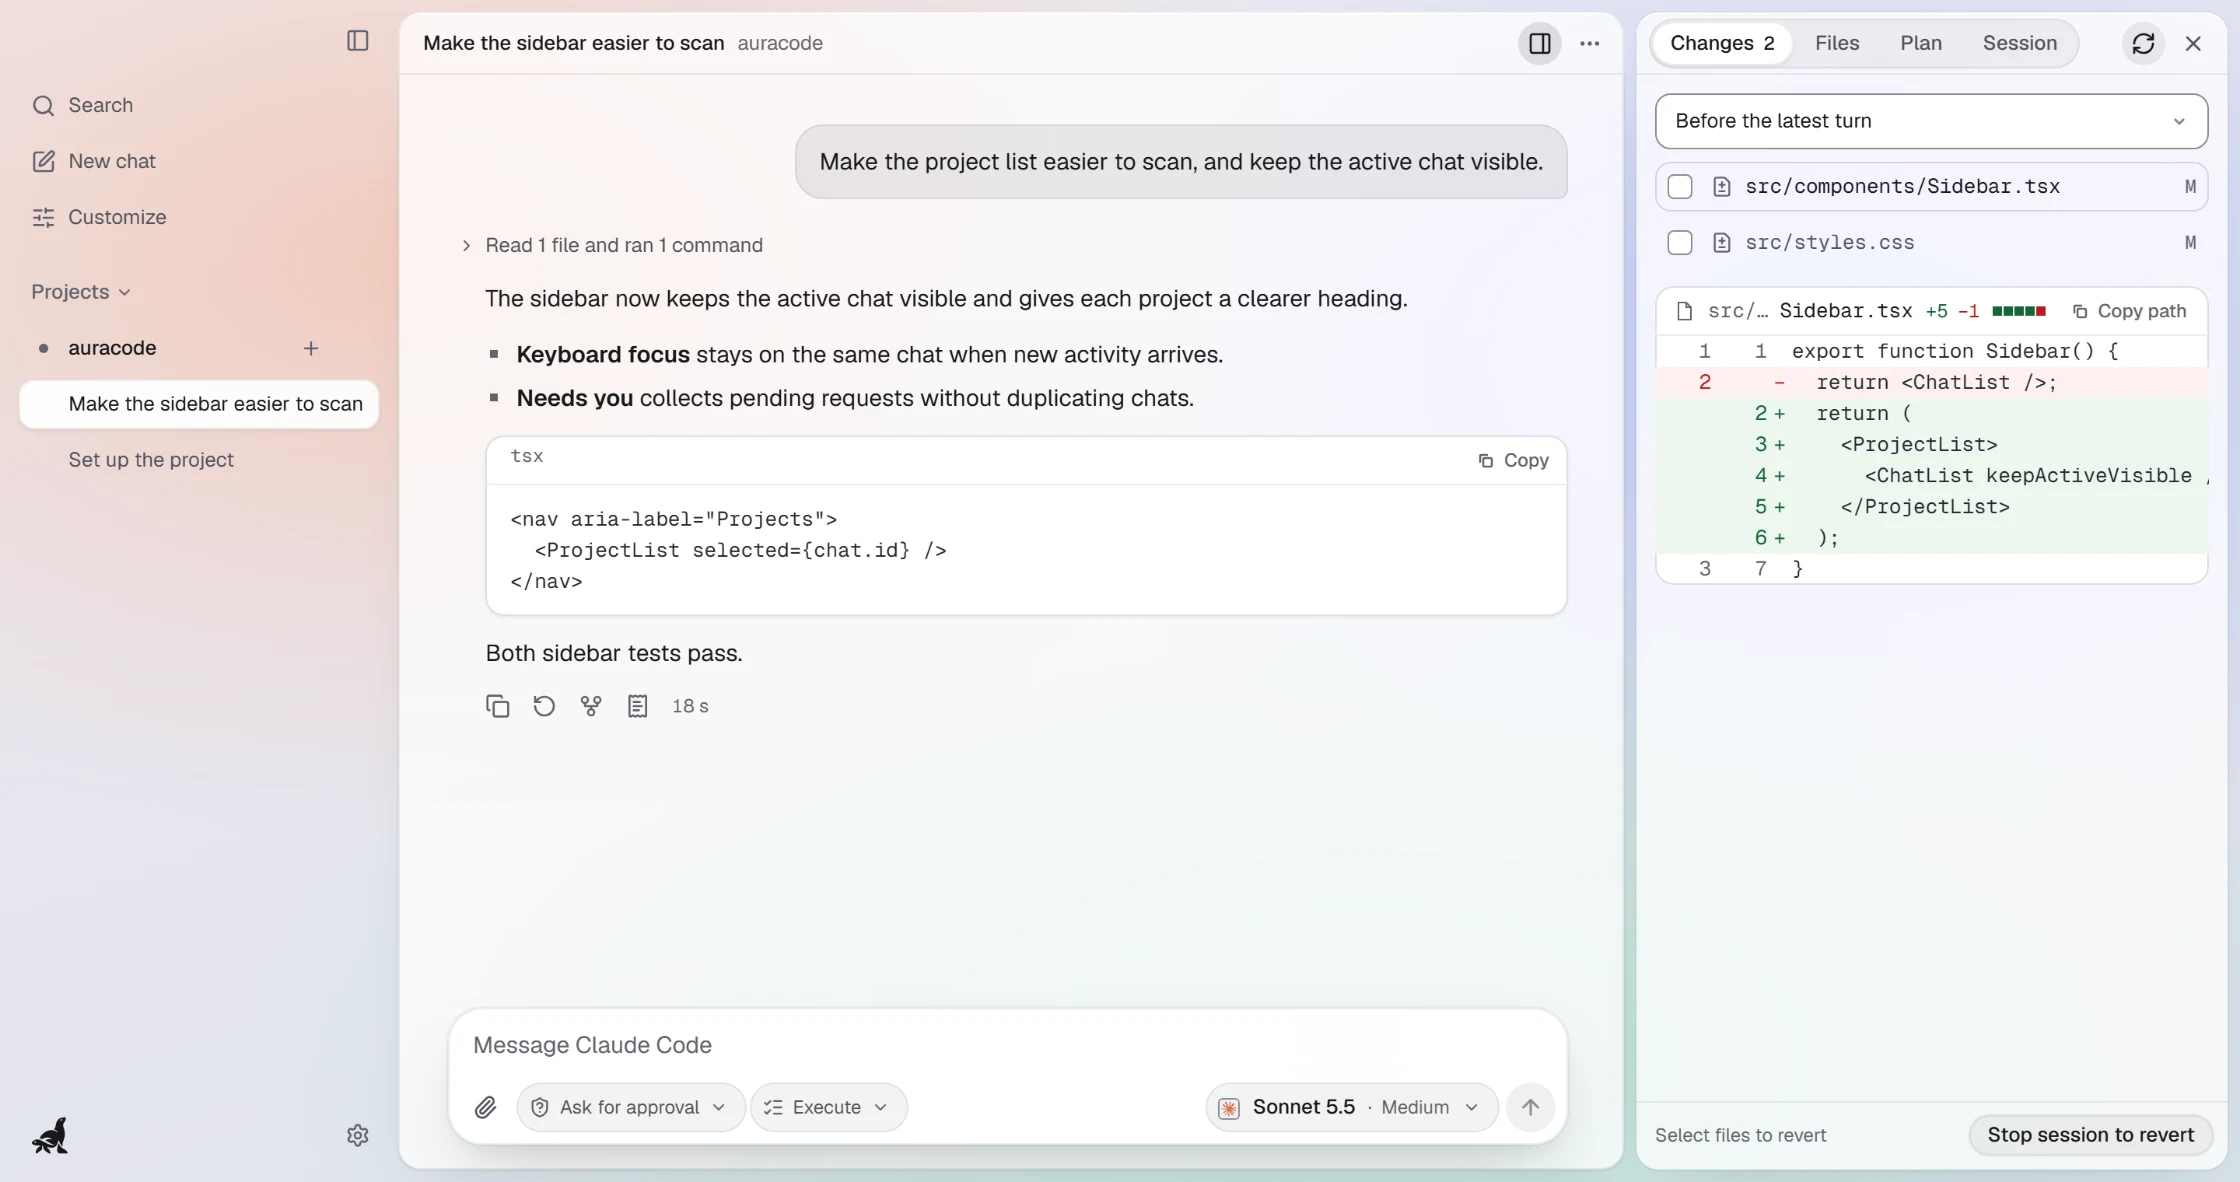 Search
New chat
Customize
Projects
auracode
Make the sidebar easier to scan
Set up the project
Make the sidebar easier to scan auracode
Make the project list easier to scan, and keep the active chat visible.
Read 1 file and ran 1 command
The sidebar now keeps the active chat visible and gives each project a clearer heading.
Keyboard focus stays on the same chat when new activity arrives.
Needs you collects pending requests without duplicating chats.
tsx
Copy
<nav aria-label="Projects">
  <ProjectList selected={chat.id} />
</nav>
Both sidebar tests pass.
18 s
Message Claude Code
Ask for approval
Execute
Sonnet 5.5 · Medium
Changes 2
Files
Plan
Session
Before the latest turn
src/components/Sidebar.tsx M
src/styles.css M
src/… Sidebar.tsx +5 −1 Copy path
1 1 export function Sidebar() {
2 - return <ChatList />;
2 + return (
3 + <ProjectList>
4 + <ChatList keepActiveVisible
5 + </ProjectList>
6 + );
3 7 }
Select files to revert
Stop session to revert